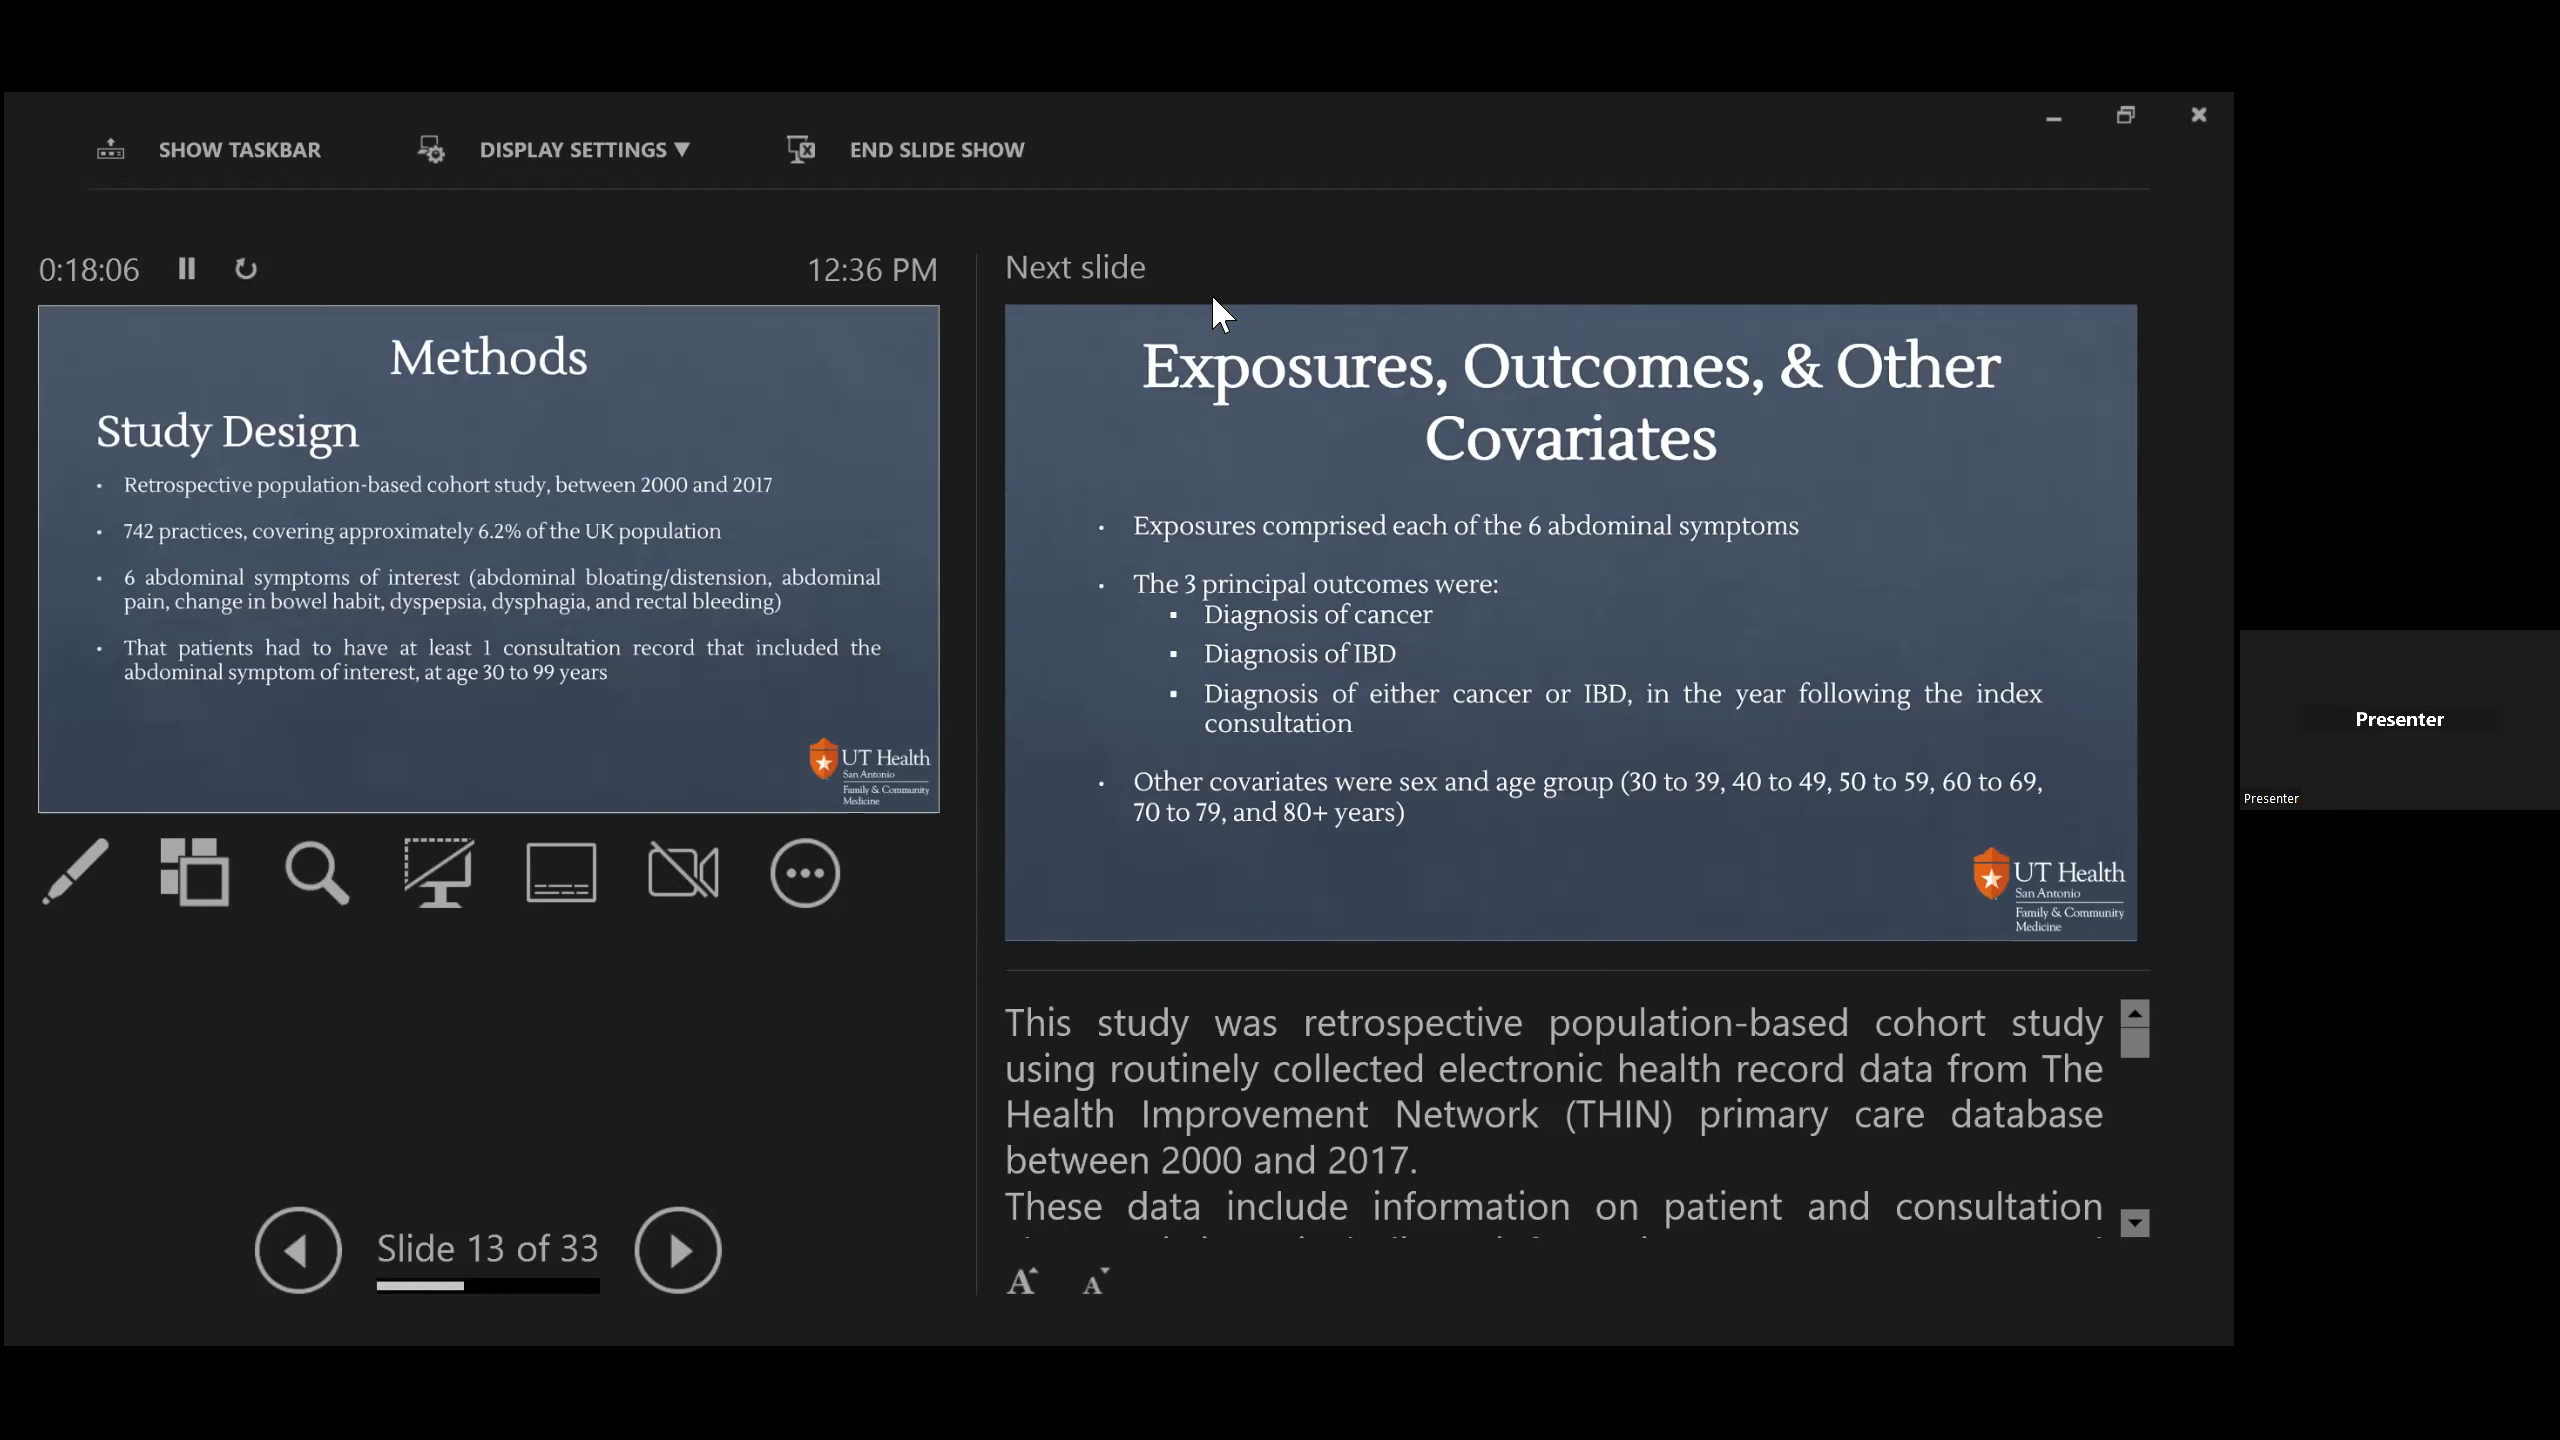 SHOW TASKBAR
DISPLAY SETTINGS ▼
END SLIDE SHOW
0:18:06
12:36 PM
Methods
Study Design
• Retrospective population-based cohort study, between 2000 and 2017
• 742 practices, covering approximately 6.2% of the UK population
• 6 abdominal symptoms of interest (abdominal bloating/distension, abdominal
pain, change in bowel habit, dyspepsia, dysphagia, and rectal bleeding)
• That patients had to have at least 1 consultation record that included the
abdominal symptom of interest, at age 30 to 99 years
UT Health
San Antonio
Family & Community
Medicine
Slide 13 of 33
Next slide
Exposures, Outcomes, & Other
Covariates
• Exposures comprised each of the 6 abdominal symptoms
• The 3 principal outcomes were:
▪ Diagnosis of cancer
▪ Diagnosis of IBD
▪ Diagnosis of either cancer or IBD, in the year following the index
consultation
• Other covariates were sex and age group (30 to 39, 40 to 49, 50 to 59, 60 to 69,
70 to 79, and 80+ years)
UT Health
San Antonio
Family & Community
Medicine
This study was retrospective population-based cohort study
using routinely collected electronic health record data from The
Health Improvement Network (THIN) primary care database
between 2000 and 2017.
These data include information on patient and consultation
A A
Presenter
Presenter